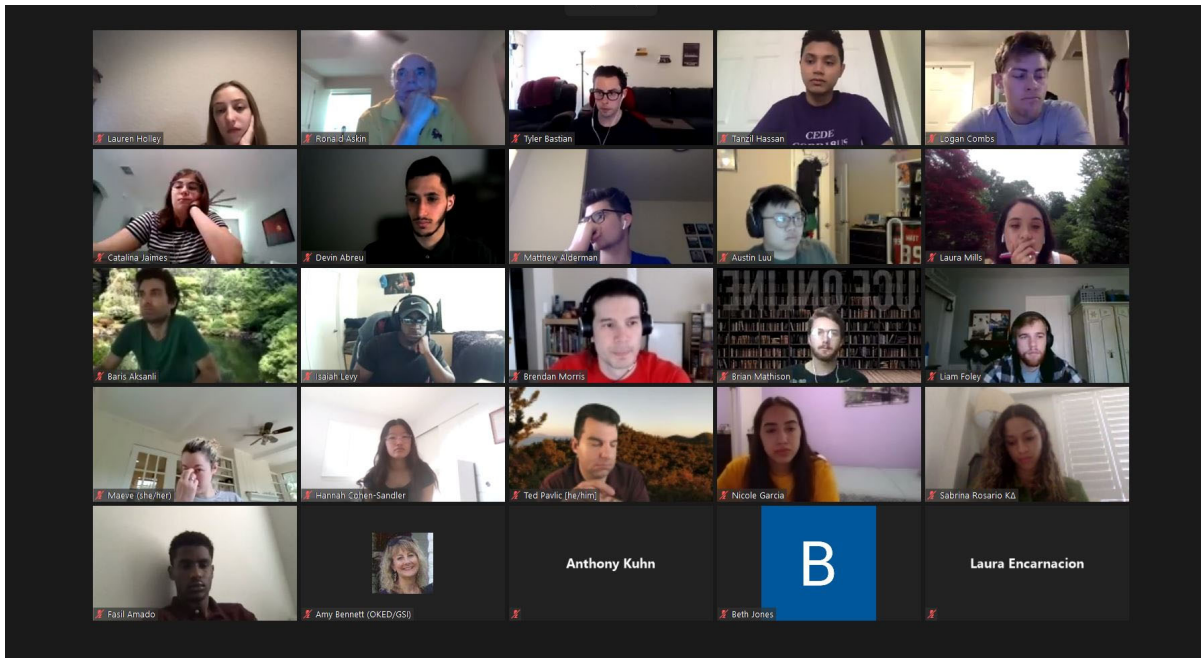 Lauren Holley
Ronald Askin
Tyler Bastian
CEDE
Tanzil Hassan
Logan Combs
Catalina Jaimes
Devin Abreu
Matthew Alderman
Austin Luu
Laura Mills
Baris Aksanli
Isaiah Levy
Brendan Morris
UCF ONLINE
Brian Mathison
Liam Foley
Maeve (she/her)
Hannah Cohen-Sandler
Ted Pavlic [he/him]
Nicole Garcia
Sabrina Rosario ΚΔ
Fasil Amado
Amy Bennett (OKED/GSI)
Anthony Kuhn
B
Beth Jones
Laura Encarnacion